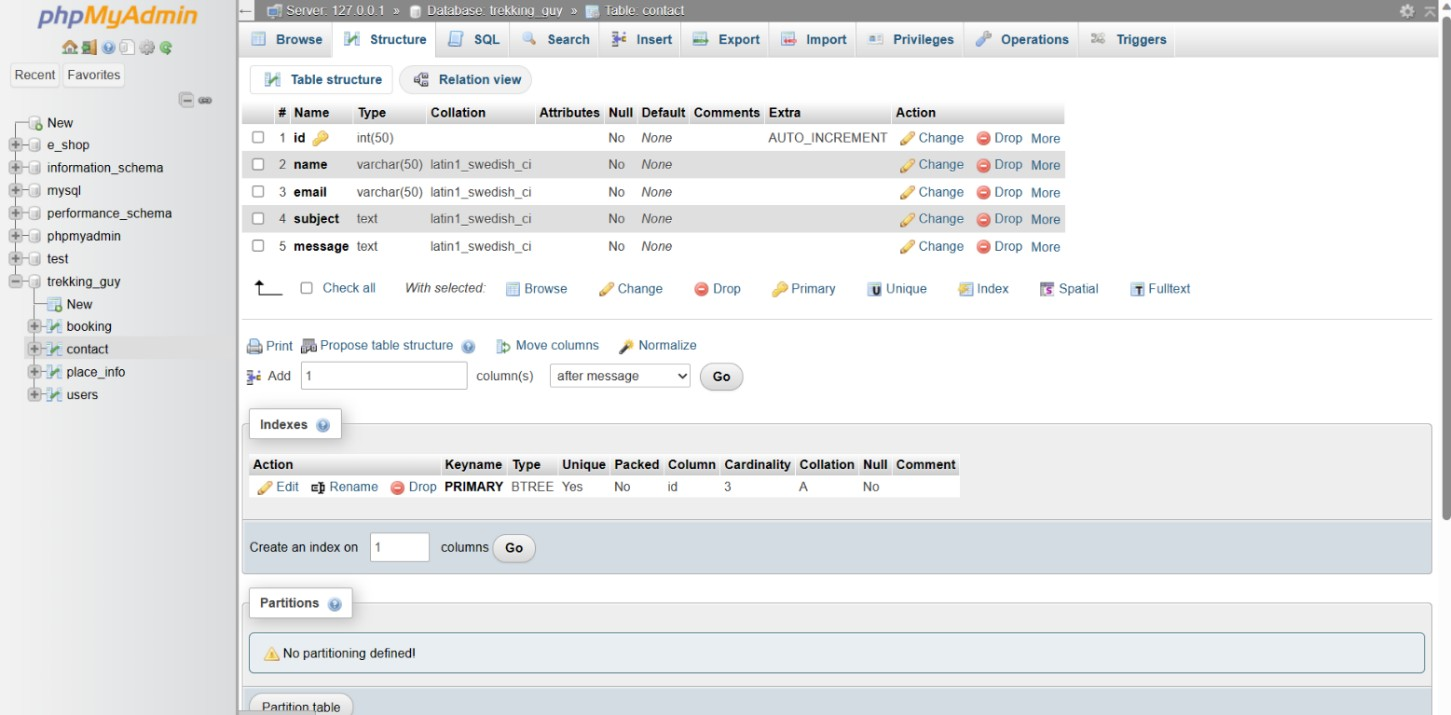 phpMyAdmin
Recent Favorites
New
e_shop
information_schema
mysql
performance_schema
phpmyadmin
test
trekking_guy
New
booking
contact
place_info
users
Server: 127.0.0.1 » Database: trekking_guy » Table: contact
Browse Structure SQL Search Insert Export Import Privileges Operations Triggers
Table structure Relation view
# Name Type Collation Attributes Null Default Comments Extra Action
1 id int(50) No None AUTO_INCREMENT Change Drop More
2 name varchar(50) latin1_swedish_ci No None Change Drop More
3 email varchar(50) latin1_swedish_ci No None Change Drop More
4 subject text latin1_swedish_ci No None Change Drop More
5 message text latin1_swedish_ci No None Change Drop More
Check all With selected: Browse Change Drop Primary Unique Index Spatial Fulltext
Print Propose table structure Move columns Normalize
Add 1 column(s) after message Go
Indexes
Action Keyname Type Unique Packed Column Cardinality Collation Null Comment
Edit Rename Drop PRIMARY BTREE Yes No id 3 A No
Create an index on 1 columns Go
Partitions
No partitioning defined!
Partition table